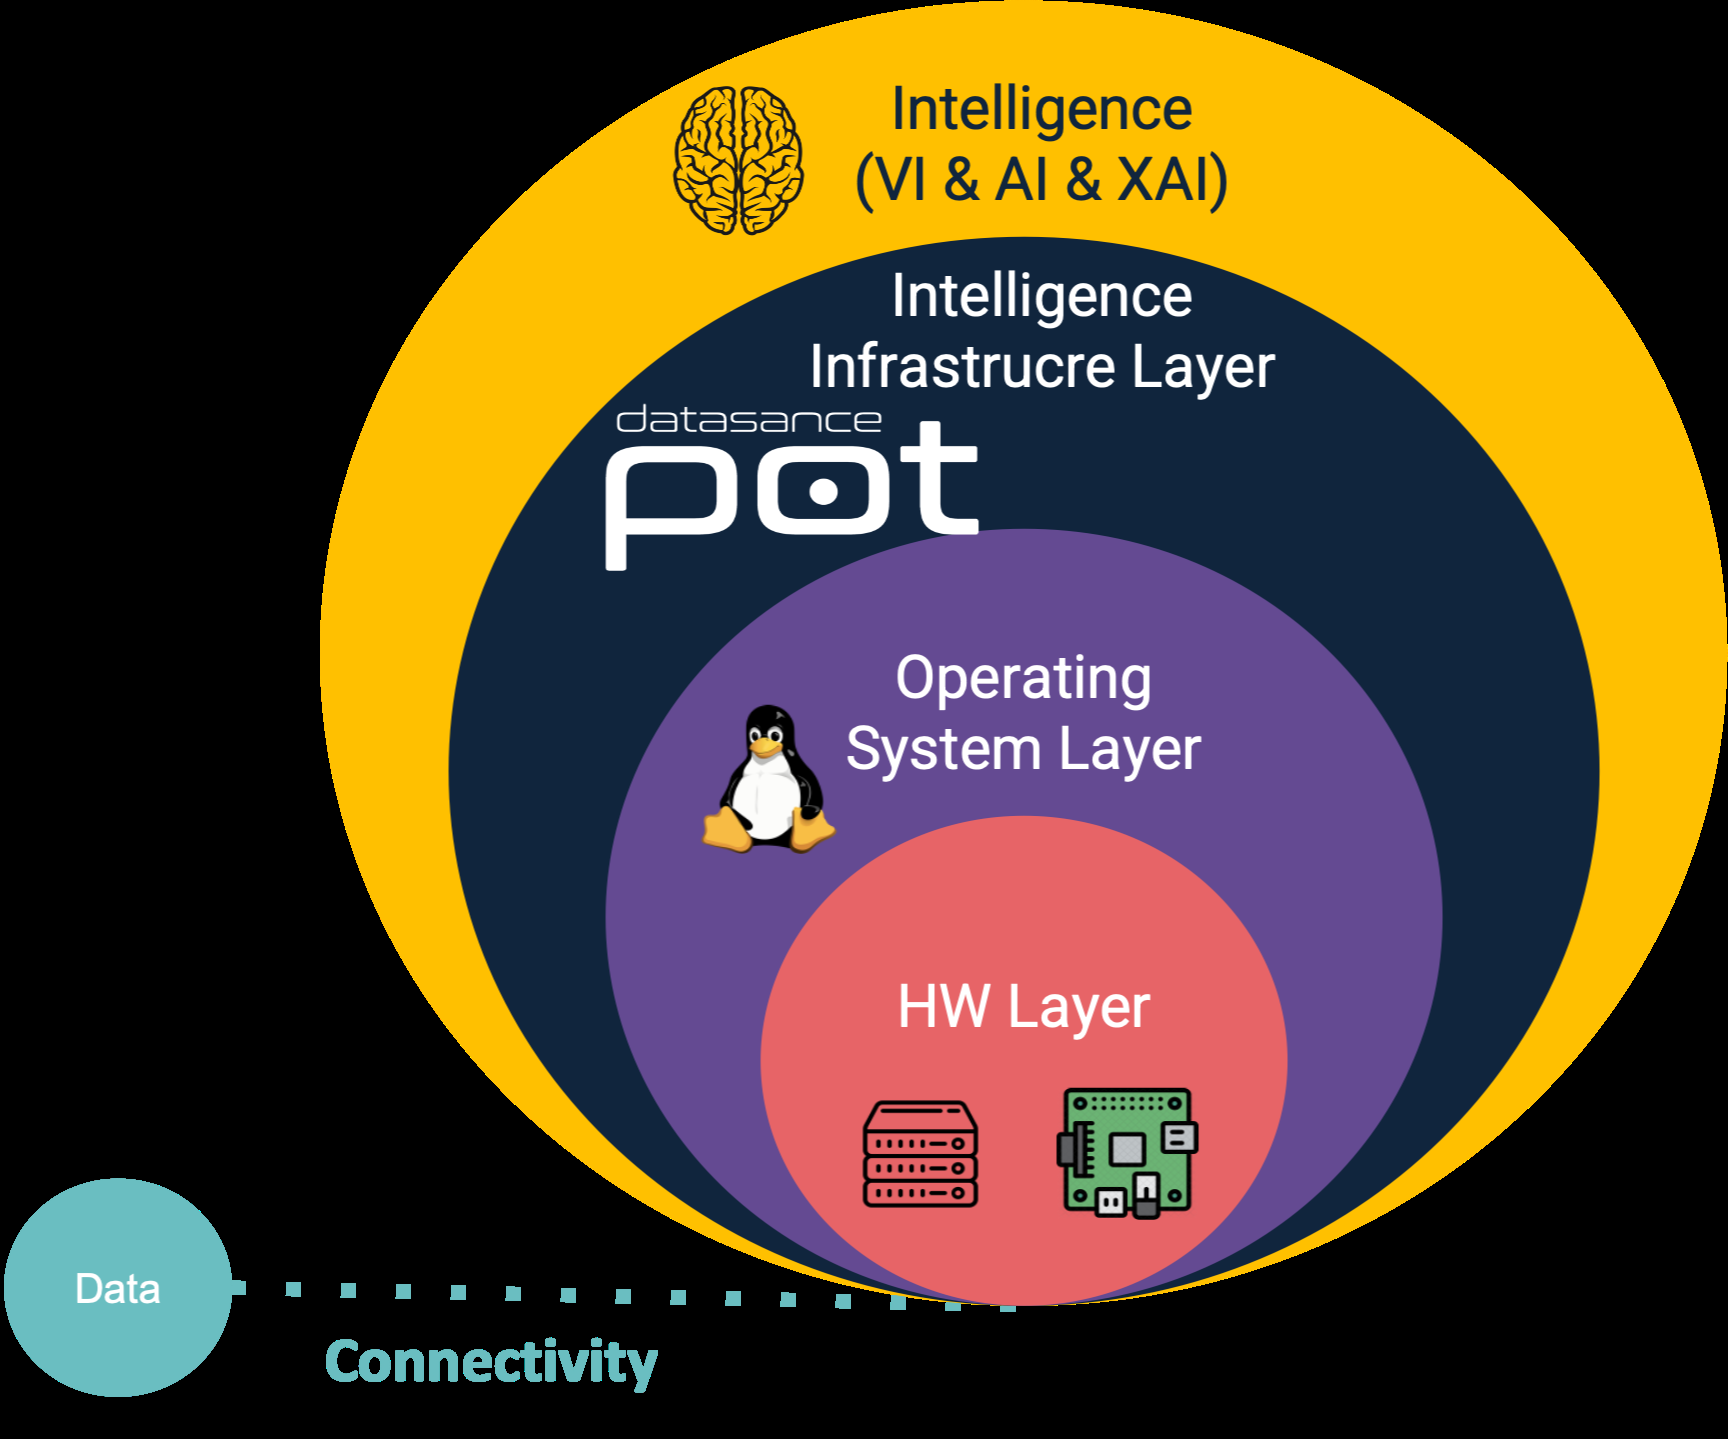 Intelligence
(VI & AI & XAI)
Intelligence
Infrastrucre Layer
datasance
pot
Operating
System Layer
HW Layer
Data
Connectivity